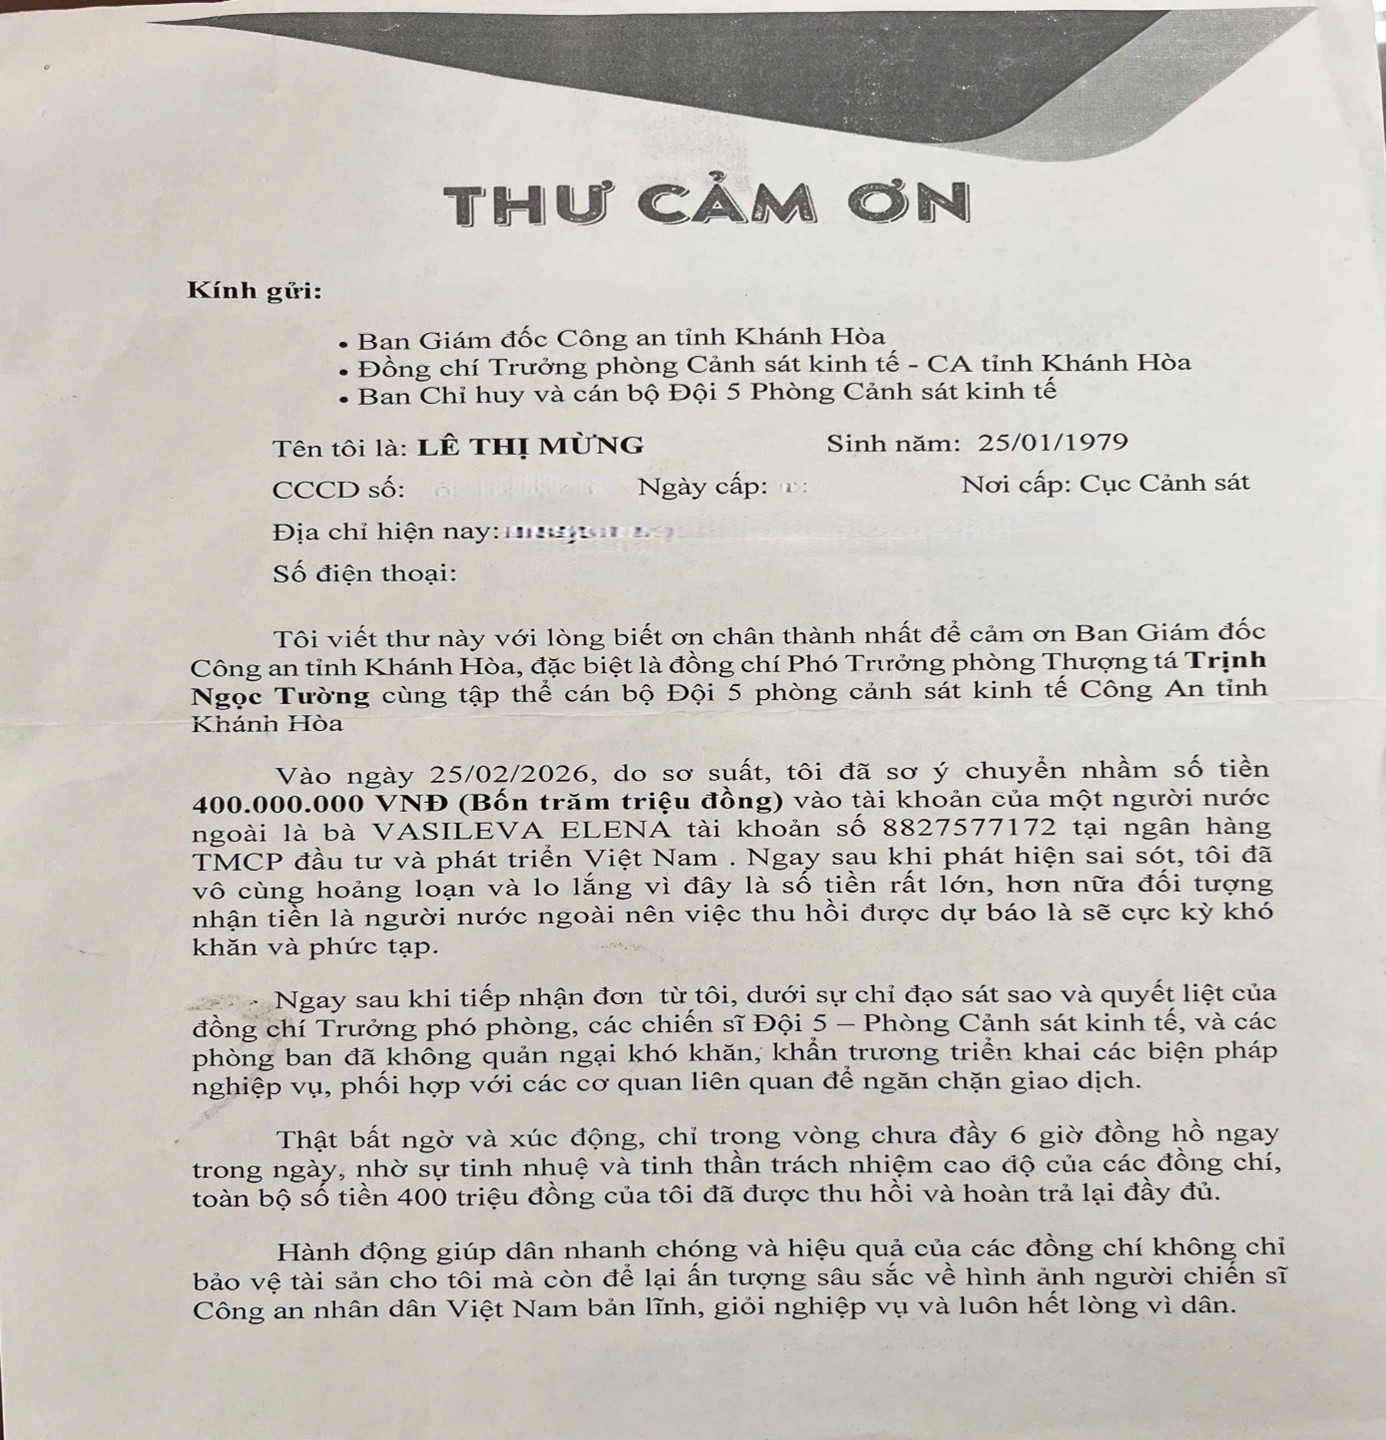 THƯ CẢM ƠN
Kính gửi:
• Ban Giám đốc Công an tỉnh Khánh Hòa
• Đồng chí Trưởng phòng Cảnh sát kinh tế - CA tỉnh Khánh Hòa
• Ban Chỉ huy và cán bộ Đội 5 Phòng Cảnh sát kinh tế
Tên tôi là: LÊ THỊ MỪNG Sinh năm: 25/01/1979
CCCD số: Ngày cấp: Nơi cấp: Cục Cảnh sát
Địa chỉ hiện nay:
Số điện thoại:
Tôi viết thư này với lòng biết ơn chân thành nhất để cảm ơn Ban Giám đốc
Công an tỉnh Khánh Hòa, đặc biệt là đồng chí Phó Trưởng phòng Thượng tá Trịnh
Ngọc Tường cùng tập thể cán bộ Đội 5 phòng cảnh sát kinh tế Công An tỉnh
Khánh Hòa
Vào ngày 25/02/2026, do sơ suất, tôi đã sơ ý chuyển nhầm số tiền
400.000.000 VNĐ (Bốn trăm triệu đồng) vào tài khoản của một người nước
ngoài là bà VASILEVA ELENA tài khoản số 8827577172 tại ngân hàng
TMCP đầu tư và phát triển Việt Nam . Ngay sau khi phát hiện sai sót, tôi đã
vô cùng hoảng loạn và lo lắng vì đây là số tiền rất lớn, hơn nữa đối tượng
nhận tiền là người nước ngoài nên việc thu hồi được dự báo là sẽ cực kỳ khó
khăn và phức tạp.
Ngay sau khi tiếp nhận đơn từ tôi, dưới sự chỉ đạo sát sao và quyết liệt của
đồng chí Trưởng phó phòng, các chiến sĩ Đội 5 – Phòng Cảnh sát kinh tế, và các
phòng ban đã không quản ngại khó khăn, khẩn trương triển khai các biện pháp
nghiệp vụ, phối hợp với các cơ quan liên quan để ngăn chặn giao dịch.
Thật bất ngờ và xúc động, chỉ trong vòng chưa đầy 6 giờ đồng hồ ngay
trong ngày, nhờ sự tinh nhuệ và tinh thần trách nhiệm cao độ của các đồng chí,
toàn bộ số tiền 400 triệu đồng của tôi đã được thu hồi và hoàn trả lại đầy đủ.
Hành động giúp dân nhanh chóng và hiệu quả của các đồng chí không chỉ
bảo vệ tài sản cho tôi mà còn để lại ấn tượng sâu sắc về hình ảnh người chiến sĩ
Công an nhân dân Việt Nam bản lĩnh, giỏi nghiệp vụ và luôn hết lòng vì dân.